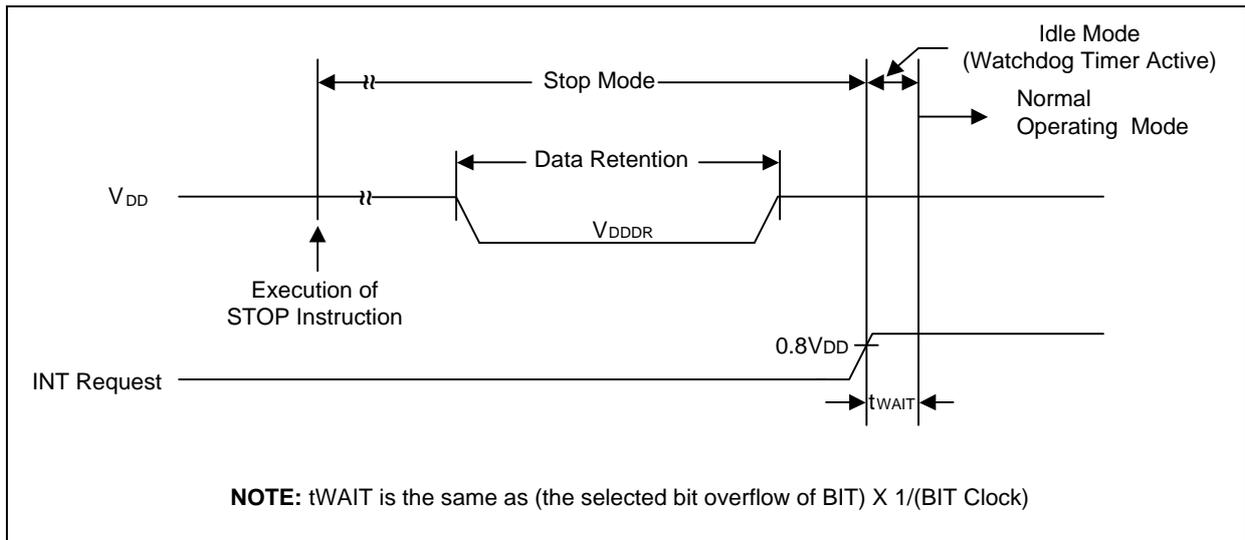 Idle Mode
(Watchdog Timer Active)
Stop Mode
Normal
Operating Mode
Data Retention
VDD
VDDDR
Execution of
STOP Instruction
0.8VDD
INT Request
tWAIT
NOTE: tWAIT is the same as (the selected bit overflow of BIT) X 1/(BIT Clock)